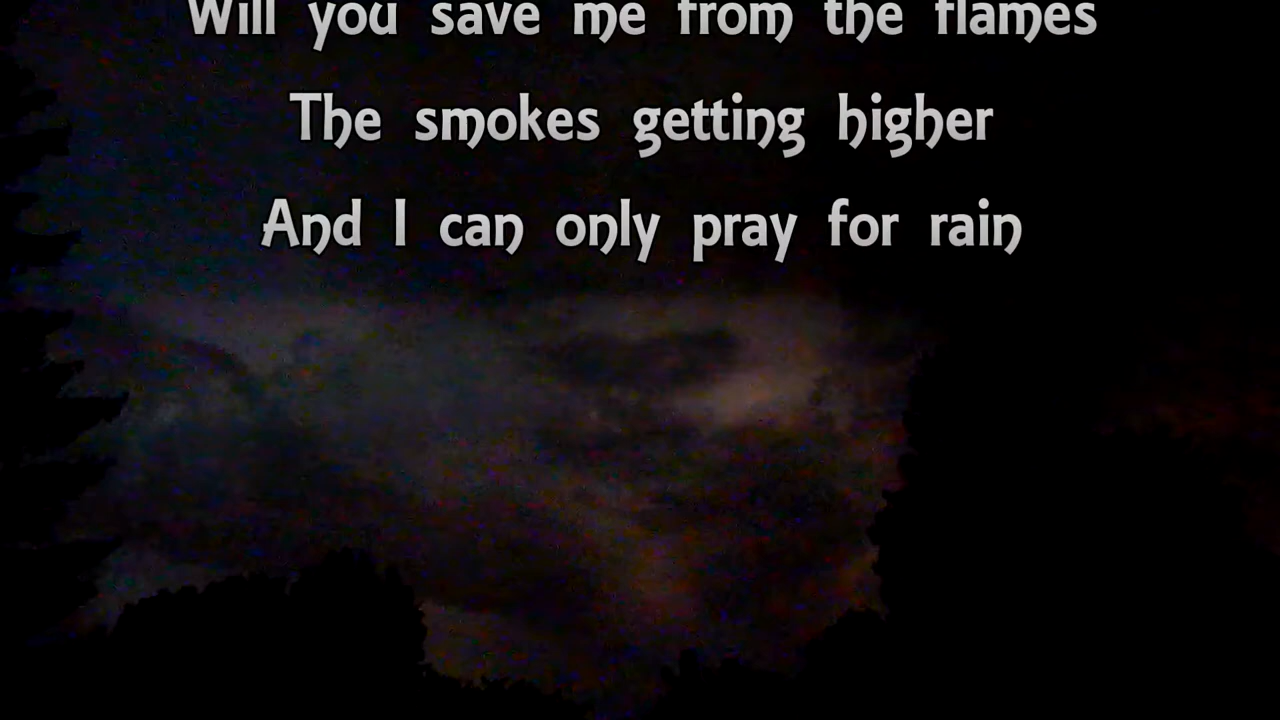 Will you save me from the flames
The smokes getting higher
And I can only pray for rain